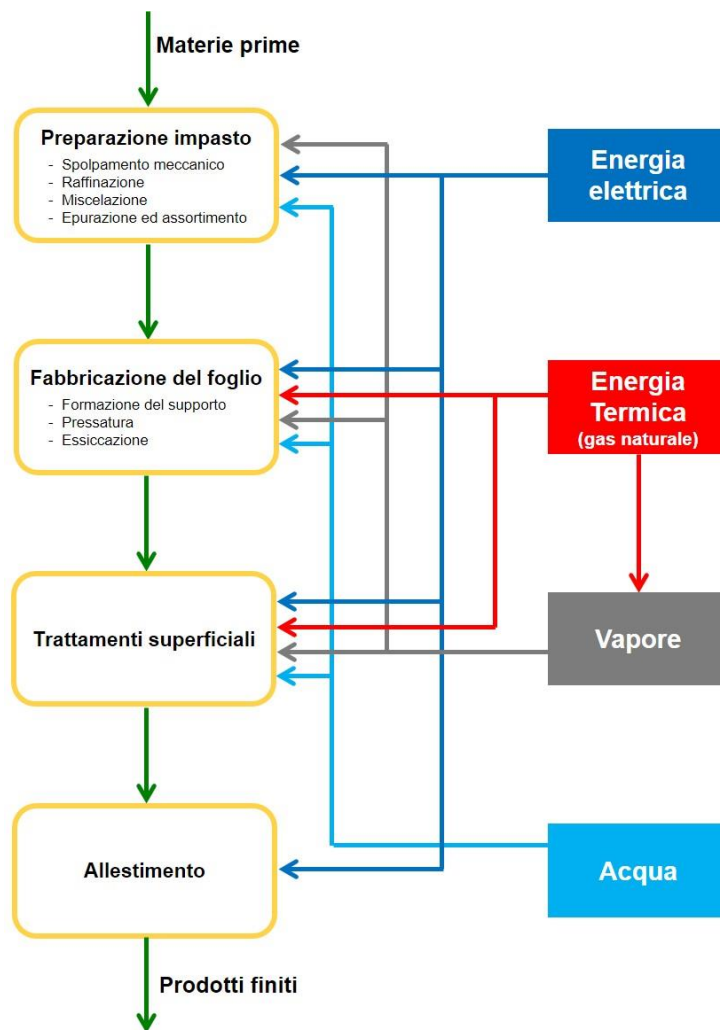 Materie prime
Preparazione impasto
- Spolpamento meccanico
- Raffinazione
- Miscelazione
- Epurazione ed assortimento
Energia
elettrica
Fabbricazione del foglio
- Formazione del supporto
- Pressatura
- Essiccazione
Energia
Termica
(gas naturale)
Trattamenti superficiali
Vapore
Allestimento
Acqua
Prodotti finiti